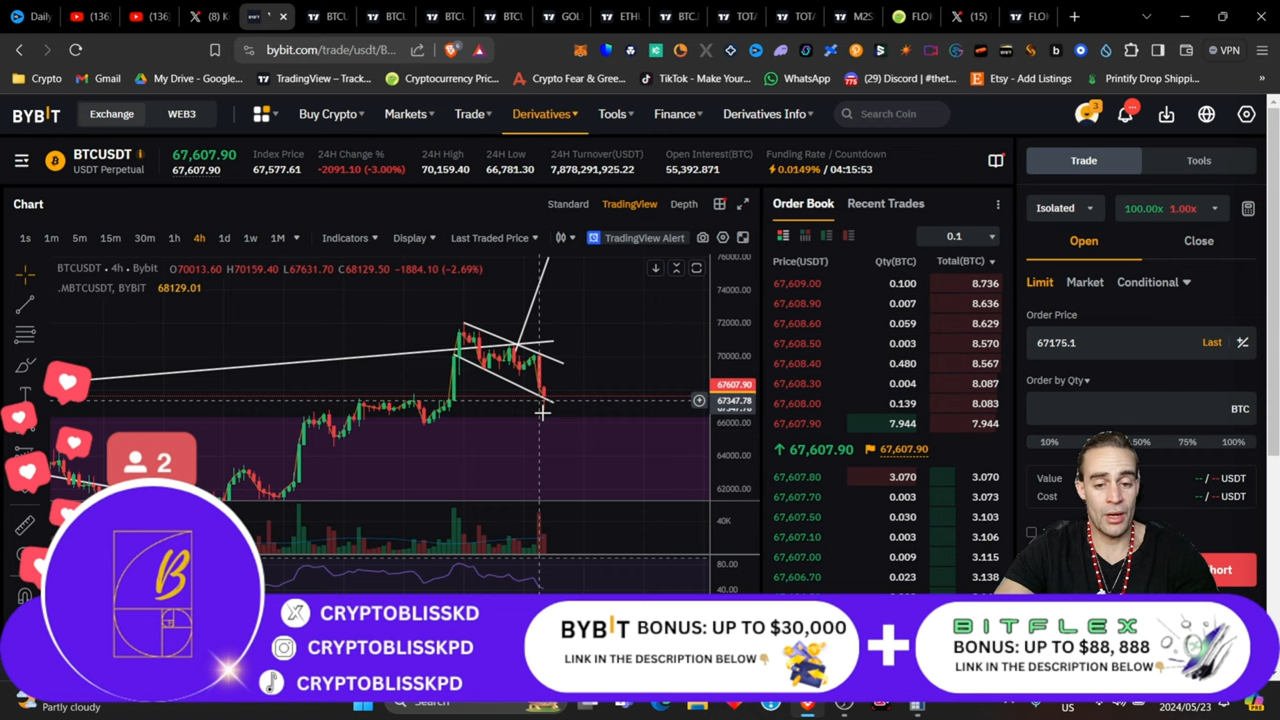 Daily
(136)
(136
(8) K
BTCU
BTCU
BTCU
BTCU
GOL
ETHU
BTC.
TOTA
TOTA
M2S
FLOK
(15)
FLOK
bybit.com/trade/usdt/B...
VPN
Crypto
Gmail
My Drive - Google...
TradingView – Track...
Cryptocurrency Pric...
Crypto Fear & Gree...
TikTok - Make Your...
WhatsApp
(29) Discord | #thet...
Etsy - Add Listings
Printify Drop Shippi...
BYBIT
Exchange
WEB3
Buy Crypto
Markets
Trade
Derivatives
Tools
Finance
Derivatives Info
Search Coin
3
BTCUSDT
USDT Perpetual
67,607.90
67,607.90
Index Price
67,577.61
24H Change %
-2091.10 (-3.00%)
24H High
70,159.40
24H Low
66,781.30
24H Turnover(USDT)
7,878,291,925.22
Open Interest(BTC)
55,392.871
Funding Rate / Countdown
0.0149% / 04:15:53
Trade
Tools
Chart
Standard
TradingView
Depth
Order Book
Recent Trades
Isolated
100.00x 1.00x
1s
1m
5m
15m
30m
1h
4h
1d
1w
1M
Indicators
Display
Last Traded Price
TradingView Alert
0.1
Open
Close
BTCUSDT · 4h · Bybit O70013.60 H70159.40 L67631.70 C68129.50 -1884.10 (-2.69%)
.MBTCUSDT, BYBIT 68129.01
76000.00
74000.00
72000.00
70000.00
67607.90
67347.78
66000.00
64000.00
62000.00
40K
80.00
40.00
Price(USDT)
Qty(BTC)
Total(BTC)
67,609.00 0.100 8.736
67,608.90 0.007 8.636
67,608.60 0.059 8.629
67,608.50 0.003 8.570
67,608.40 0.480 8.567
67,608.30 0.004 8.087
67,608.00 0.139 8.083
67,607.90 7.944 7.944
67,607.90
67,607.90
67,607.80 3.070 3.070
67,607.70 0.003 3.073
67,607.50 0.030 3.103
67,607.10 0.003 3.106
67,607.00 0.009 3.115
67,606.70 0.023 3.138
Limit
Market
Conditional
Order Price
67175.1
Last
Order by Qty
BTC
10%
50%
75%
100%
Value
-- / -- USDT
Cost
-- / -- USDT
Short
2
B
CRYPTOBLISSKD
CRYPTOBLISSKPD
CRYPTOBLISSKPD
BYBIT BONUS: UP TO $30,000
LINK IN THE DESCRIPTION BELOW
BITFLEX
BONUS: UP TO $88, 888
LINK IN THE DESCRIPTION BELOW
Partly cloudy
Search
US
2024/05/23